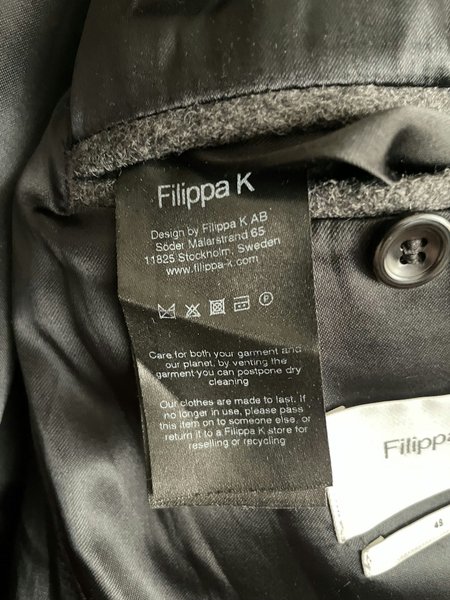 Filippa K
Design by Filippa K AB
Söder Mälarstrand 65
11825 Stockholm, Sweden
www.filippa-k.com
P
Care for both your garment and
our planet, by venting the
garment you can postpone dry
cleaning
Our clothes are made to last. If
no longer in use, please pass
this item on to someone else, or
return it to a Filippa K store for
reselling or recycling
Filippa
48